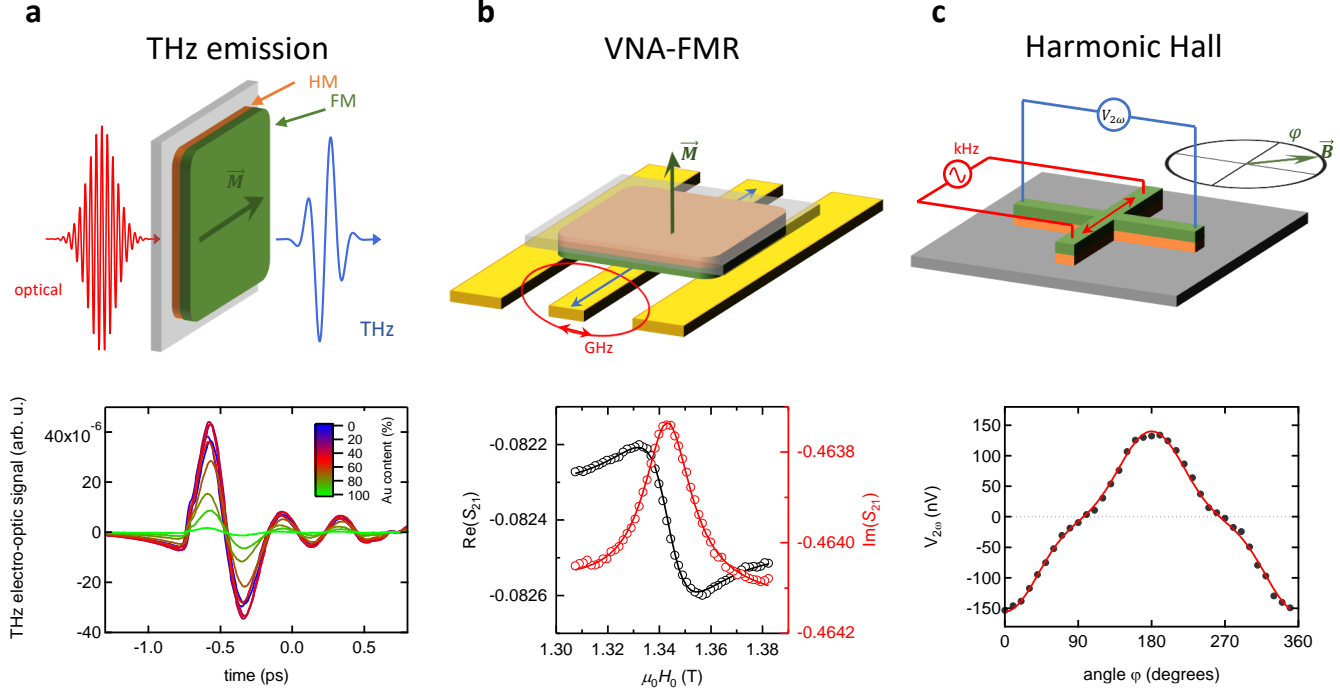 a
THz emission
HM
FM
M
optical
THz
b
VNA-FMR
M
GHz
c
Harmonic Hall
V2ω
kHz
φ
B
THz electro-optic signal (arb. u.)
40x10-6
20
0
-20
-40
-1.0
-0.5
0.0
0.5
time (ps)
0
20
40
60
80
100
Au content (%)
Re(S21)
-0.0822
-0.0824
-0.0826
1.30
1.32
1.34
1.36
1.38
μ0H0 (T)
-0.4638
-0.4640
-0.4642
Im(S21)
V2ω (nV)
150
100
50
0
-50
-100
-150
0
90
180
270
360
angle φ (degrees)